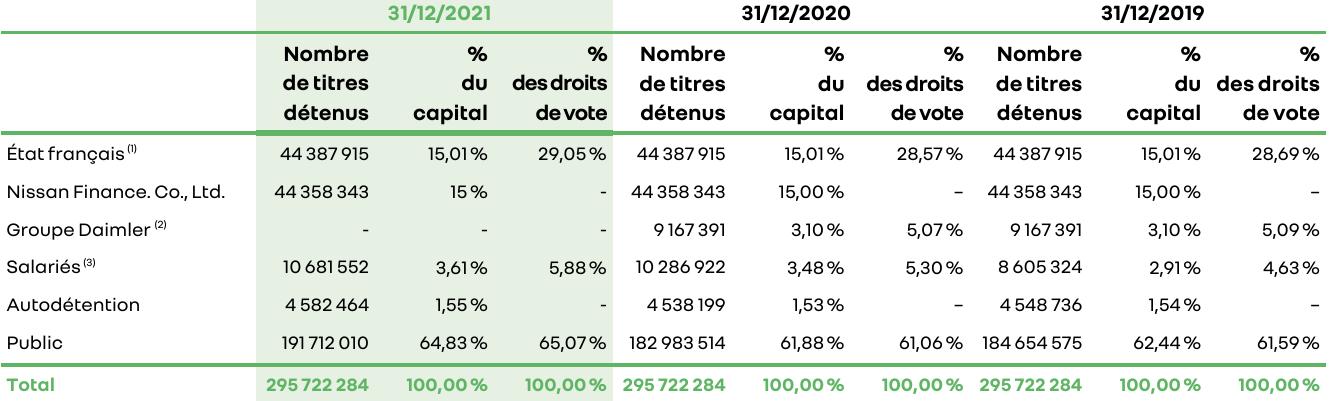 31/12/2021 31/12/2020 31/12/2019
Nombre % % Nombre % % Nombre % %
de titres du des droits de titres du des droits de titres du des droits
détenus capital de vote détenus capital de vote détenus capital de vote
État français (1) 44 387 915 15,01 % 29,05 % 44 387 915 15,01 % 28,57 % 44 387 915 15,01 % 28,69 %
Nissan Finance. Co., Ltd. 44 358 343 15 % - 44 358 343 15,00 % – 44 358 343 15,00 % –
Groupe Daimler (2) - - - 9 167 391 3,10 % 5,07 % 9 167 391 3,10 % 5,09 %
Salariés (3) 10 681 552 3,61 % 5,88 % 10 286 922 3,48 % 5,30 % 8 605 324 2,91 % 4,63 %
Autodétention 4 582 464 1,55 % - 4 538 199 1,53 % – 4 548 736 1,54 % –
Public 191 712 010 64,83 % 65,07 % 182 983 514 61,88 % 61,06 % 184 654 575 62,44 % 61,59 %
Total 295 722 284 100,00 % 100,00 % 295 722 284 100,00 % 100,00 % 295 722 284 100,00 % 100,00 %